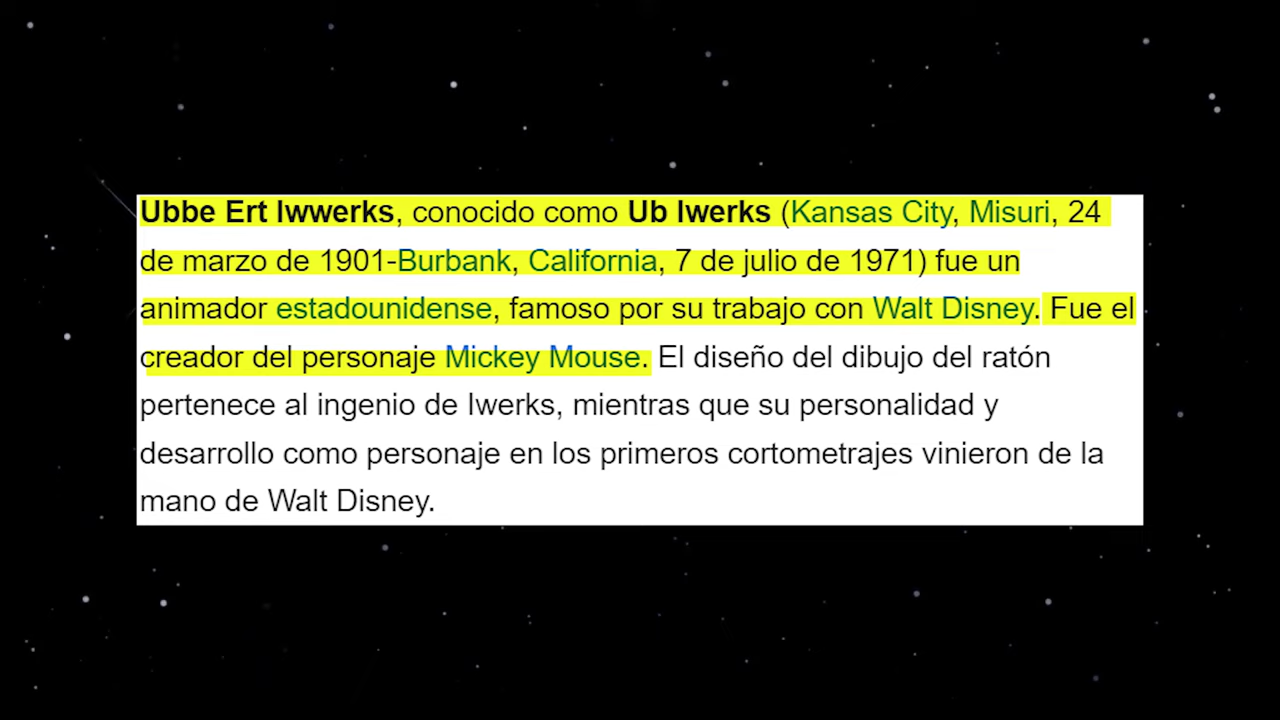 Ubbe Ert Iwwerks, conocido como Ub Iwerks (Kansas City, Misuri, 24
de marzo de 1901-Burbank, California, 7 de julio de 1971) fue un
animador estadounidense, famoso por su trabajo con Walt Disney. Fue el
creador del personaje Mickey Mouse. El diseño del dibujo del ratón
pertenece al ingenio de Iwerks, mientras que su personalidad y
desarrollo como personaje en los primeros cortometrajes vinieron de la
mano de Walt Disney.